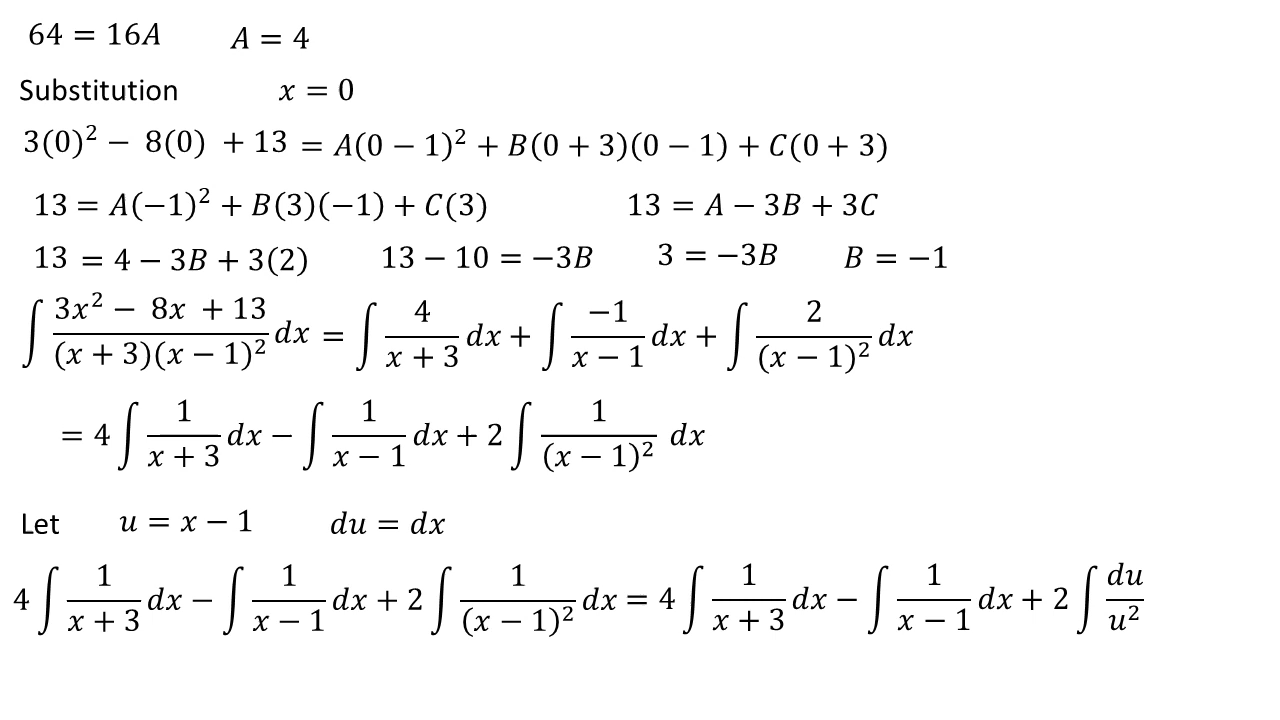 64 = 16A    A = 4
Substitution    x = 0
3(0)² − 8(0) + 13 = A(0 − 1)² + B(0 + 3)(0 − 1) + C(0 + 3)
13 = A(−1)² + B(3)(−1) + C(3)    13 = A − 3B + 3C
13 = 4 − 3B + 3(2)    13 − 10 = −3B    3 = −3B    B = −1
∫ (3x² − 8x + 13)/((x + 3)(x − 1)²) dx = ∫ 4/(x + 3) dx + ∫ −1/(x − 1) dx + ∫ 2/(x − 1)² dx
= 4 ∫ 1/(x + 3) dx − ∫ 1/(x − 1) dx + 2 ∫ 1/(x − 1)² dx
Let    u = x − 1    du = dx
4 ∫ 1/(x + 3) dx − ∫ 1/(x − 1) dx + 2 ∫ 1/(x − 1)² dx = 4 ∫ 1/(x + 3) dx − ∫ 1/(x − 1) dx + 2 ∫ du/u²